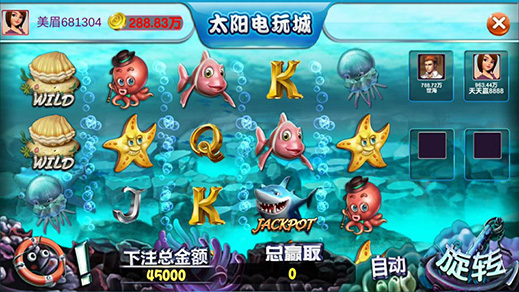 美眉681304
288.83万
太阳电玩城
K
788.72万
世海
963.44万
天天赢8888
WILD
WILD
Q
J
K
JACKPOT
下注总金额
45000
总赢取
0
自动
旋转